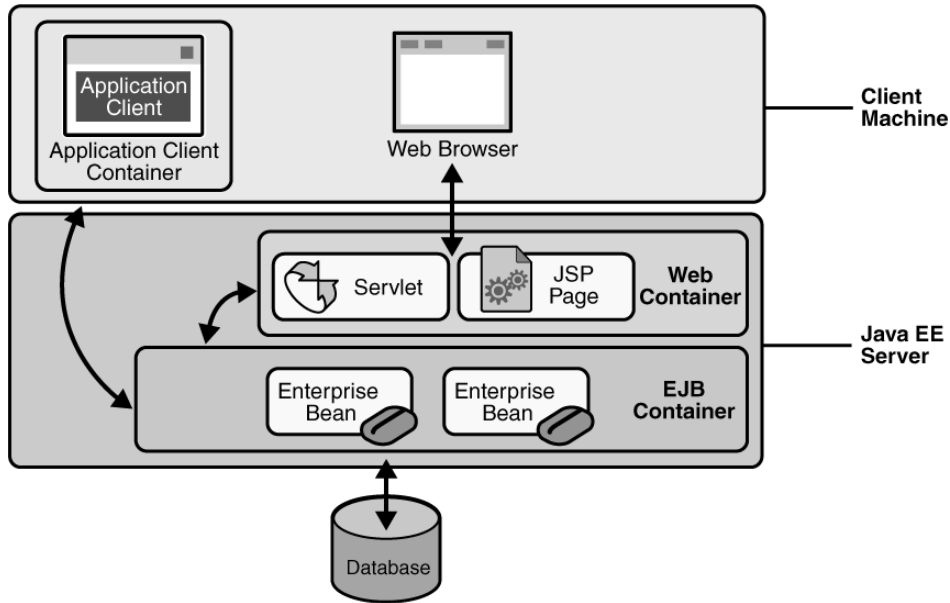 Application
Client
Application Client
Container
Web Browser
Client
Machine
Servlet
JSP
Page
Web
Container
Java EE
Server
Enterprise
Bean
Enterprise
Bean
EJB
Container
Database